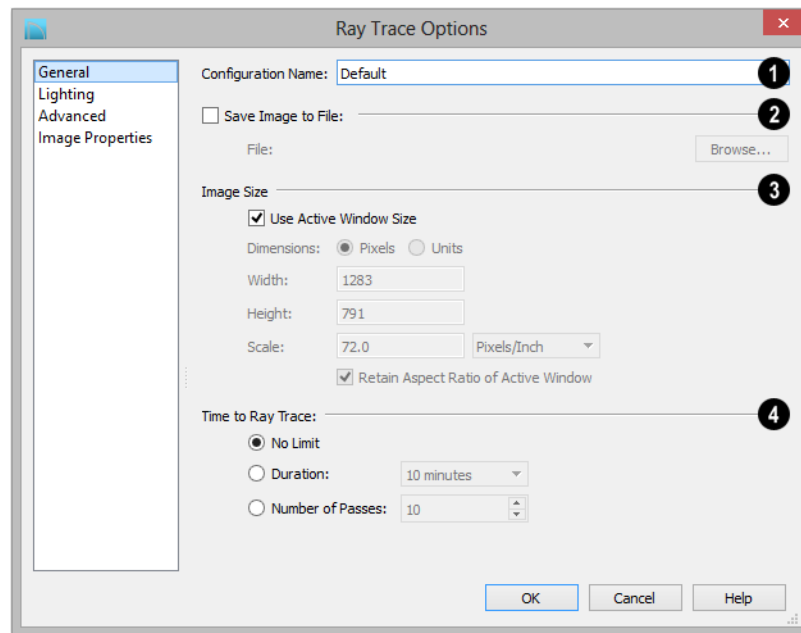 Ray Trace Options
General
Lighting
Advanced
Image Properties
Configuration Name: Default 1
Save Image to File: 2
File: Browse...
Image Size 3
Use Active Window Size
Dimensions: Pixels Units
Width: 1283
Height: 791
Scale: 72.0 Pixels/Inch
Retain Aspect Ratio of Active Window
Time to Ray Trace: 4
No Limit
Duration: 10 minutes
Number of Passes: 10
OK Cancel Help